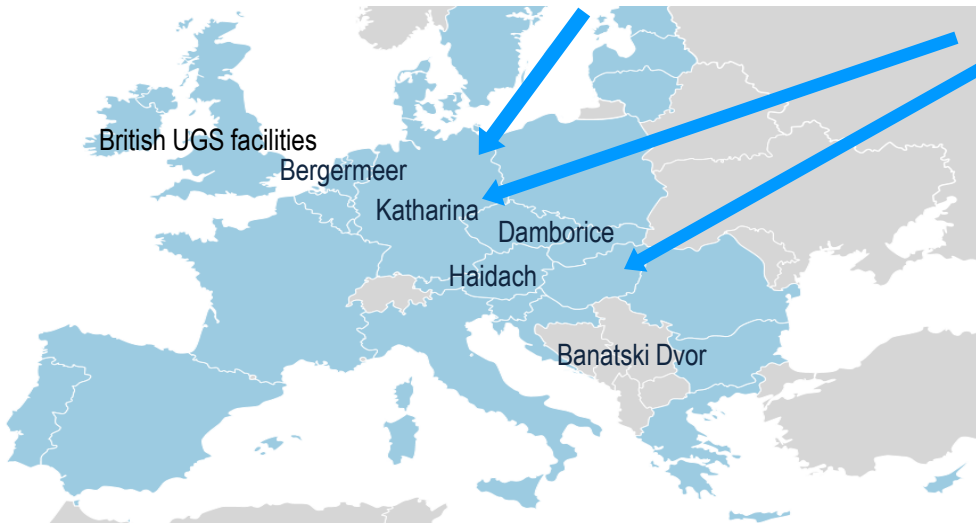 British UGS facilities
Bergermeer
Katharina
Damborice
Haidach
Banatski Dvor